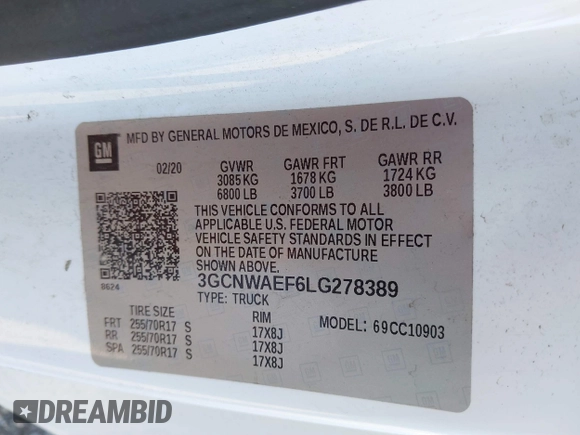 GM
MFD BY GENERAL MOTORS DE MEXICO, S. DE R.L. DE C.V.
02/20 GVWR GAWR FRT GAWR RR
3085 KG 1678 KG 1724 KG
6800 LB 3700 LB 3800 LB
THIS VEHICLE CONFORMS TO ALL
APPLICABLE U.S. FEDERAL MOTOR
VEHICLE SAFETY STANDARDS IN EFFECT
ON THE DATE OF MANUFACTURE
SHOWN ABOVE.
8624
3GCNWAEF6LG278389
TYPE: TRUCK
TIRE SIZE RIM MODEL: 69CC10903
FRT 255/70R17 S 17X8J
RR 255/70R17 S 17X8J
SPA 255/70R17 S 17X8J
DREAMBID